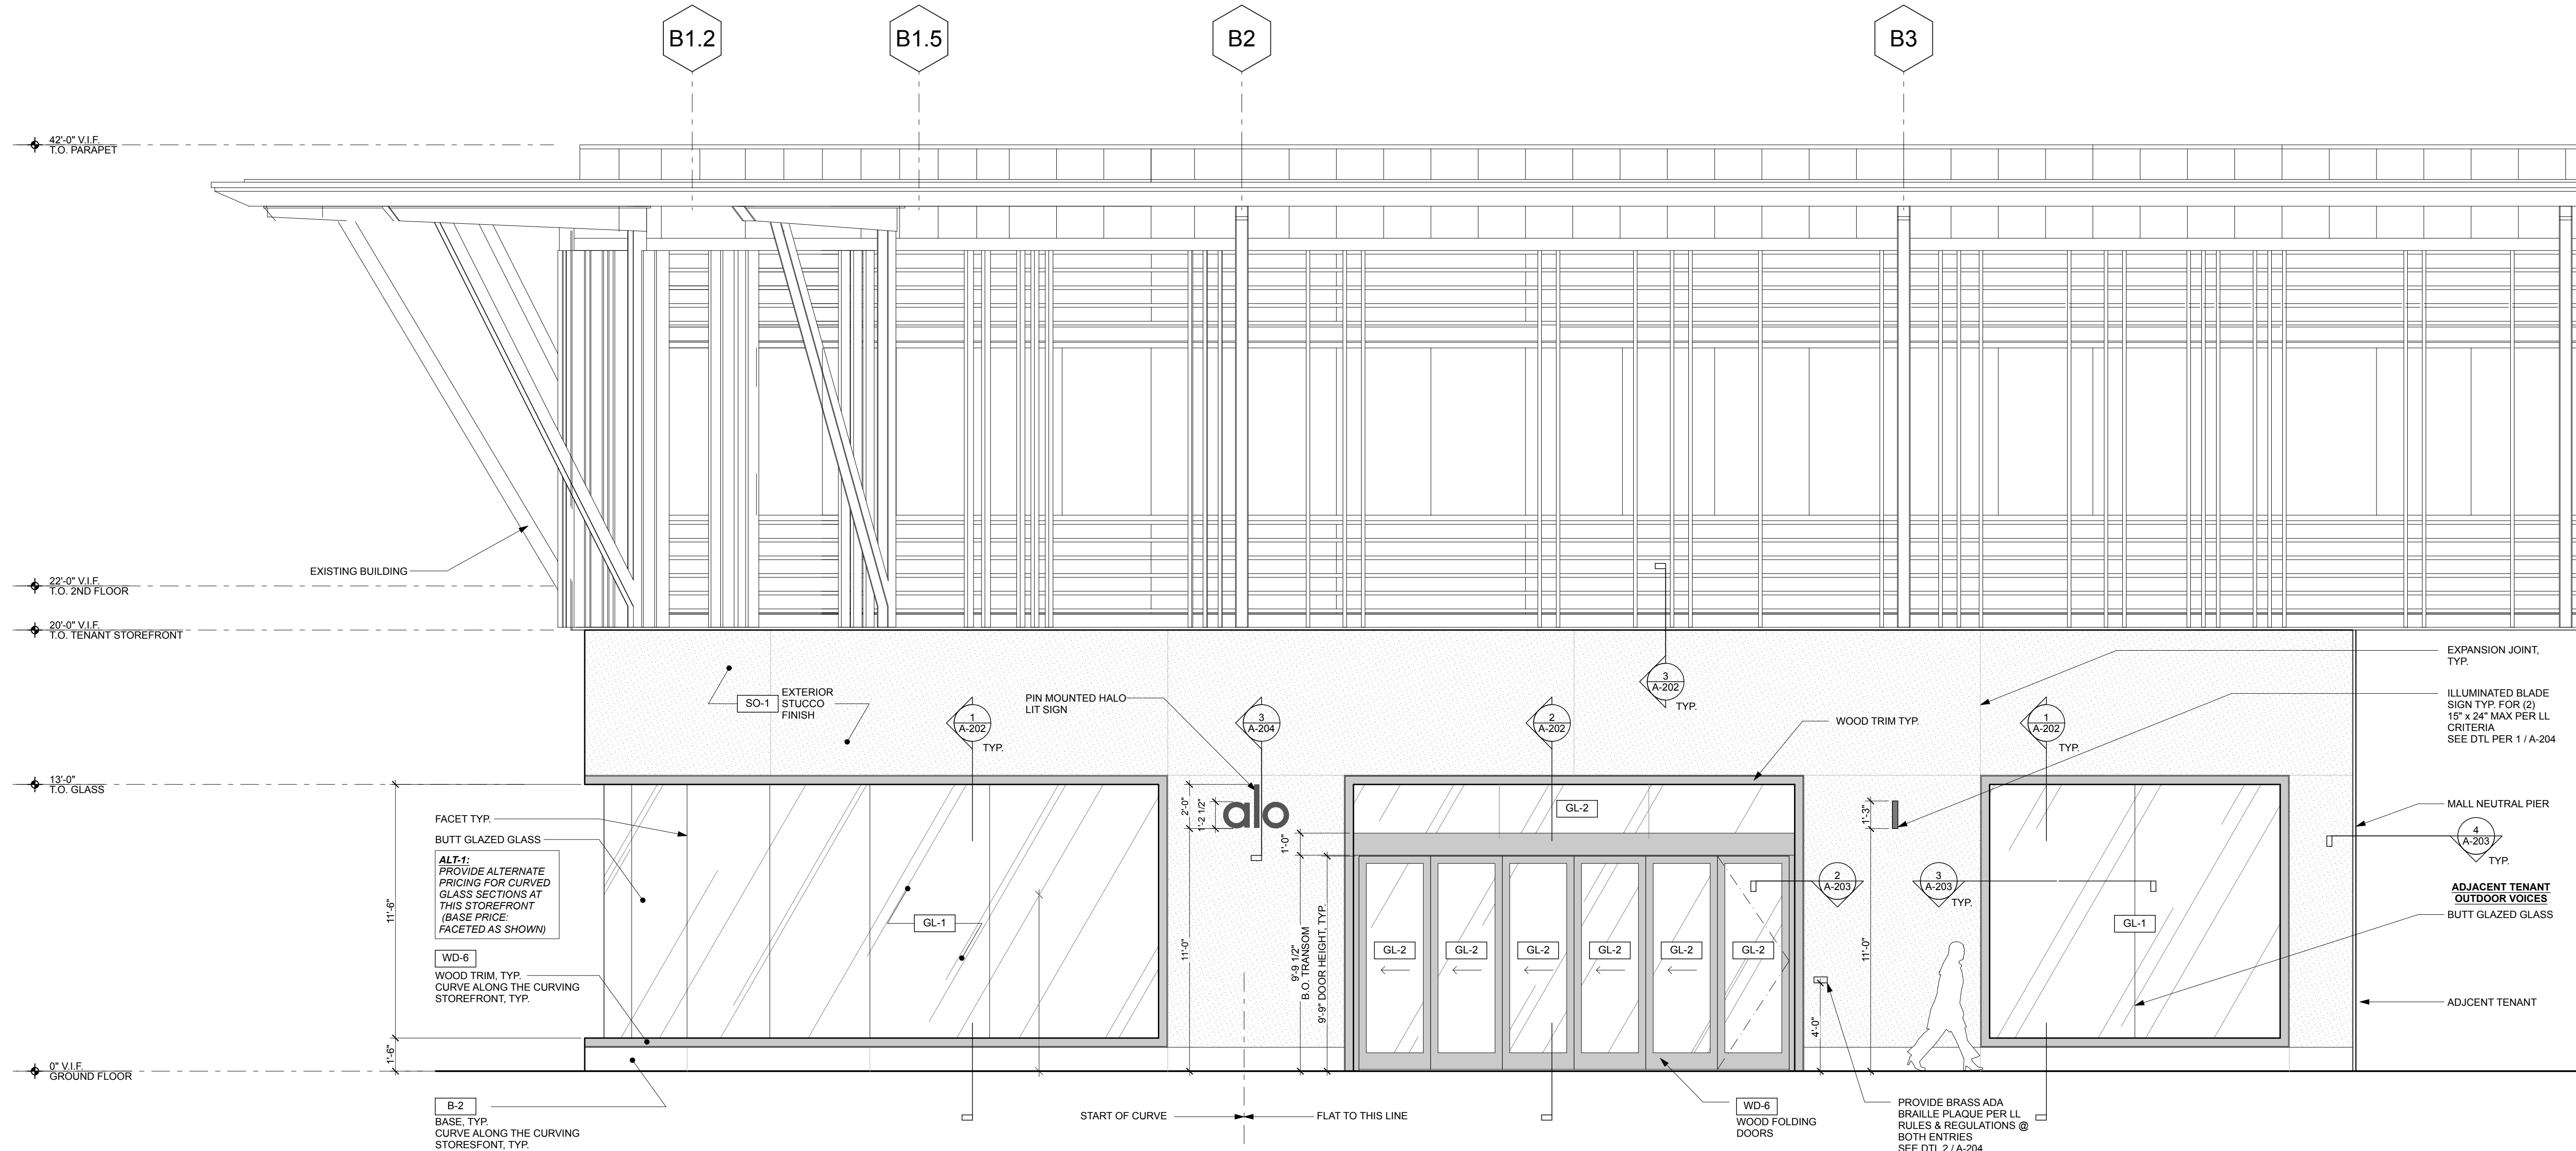 B1.2
B1.5
B2
B3
42'-0" V.I.F.
T.O. PARAPET
EXISTING BUILDING
22'-0" V.I.F.
T.O. 2ND FLOOR
20'-0" V.I.F.
T.O. TENANT STOREFRONT
SO-1
EXTERIOR
STUCCO
FINISH
1
A-202
TYP.
PIN MOUNTED HALO
LIT SIGN
3
A-204
2
A-202
3
A-202
TYP.
WOOD TRIM TYP.
1
A-202
TYP.
EXPANSION JOINT,
TYP.
ILLUMINATED BLADE
SIGN TYP. FOR (2)
15" x 24" MAX PER LL
CRITERIA
SEE DTL PER 1 / A-204
13'-0"
T.O. GLASS
FACET TYP.
BUTT GLAZED GLASS
ALT-1:
PROVIDE ALTERNATE
PRICING FOR CURVED
GLASS SECTIONS AT
THIS STOREFRONT
(BASE PRICE:
FACETED AS SHOWN)
WD-6
WOOD TRIM, TYP.
CURVE ALONG THE CURVING
STOREFRONT, TYP.
11'-6"
1'-6"
GL-1
2'-0"
1'-2 1/2"
alo
11'-0"
1'-0"
9'-9 1/2"
B.O. TRANSOM
9'-9" DOOR HEIGHT, TYP.
GL-2
GL-2
GL-2
GL-2
GL-2
GL-2
GL-2
2
A-203
1'-3"
11'-0"
4'-0"
3
A-203
TYP.
GL-1
MALL NEUTRAL PIER
4
A-203
TYP.
ADJACENT TENANT
OUTDOOR VOICES
BUTT GLAZED GLASS
ADJCENT TENANT
0" V.I.F.
GROUND FLOOR
B-2
BASE, TYP.
CURVE ALONG THE CURVING
STORESFONT, TYP.
START OF CURVE
FLAT TO THIS LINE
WD-6
WOOD FOLDING
DOORS
PROVIDE BRASS ADA
BRAILLE PLAQUE PER LL
RULES & REGULATIONS @
BOTH ENTRIES
SEE DTL 2 / A-204